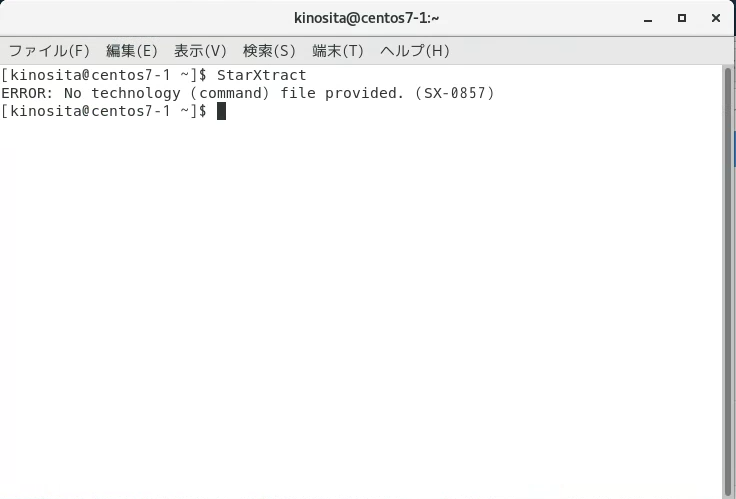 kinosita@centos7-1:~
ファイル(F) 編集(E) 表示(V) 検索(S) 端末(T) ヘルプ(H)
[kinosita@centos7-1 ~]$ StarXtract
ERROR: No technology (command) file provided. (SX-0857)
[kinosita@centos7-1 ~]$